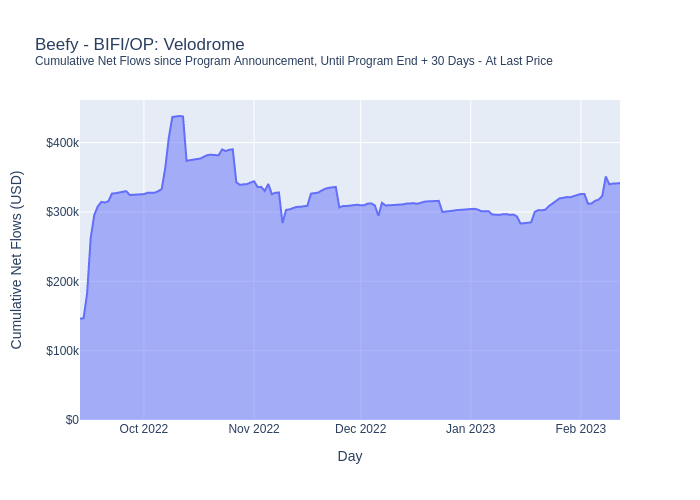 Beefy - BIFI/OP: Velodrome
Cumulative Net Flows since Program Announcement, Until Program End + 30 Days - At Last Price
Cumulative Net Flows (USD)
$400k
$300k
$200k
$100k
$0
Oct 2022
Nov 2022
Dec 2022
Jan 2023
Feb 2023
Day